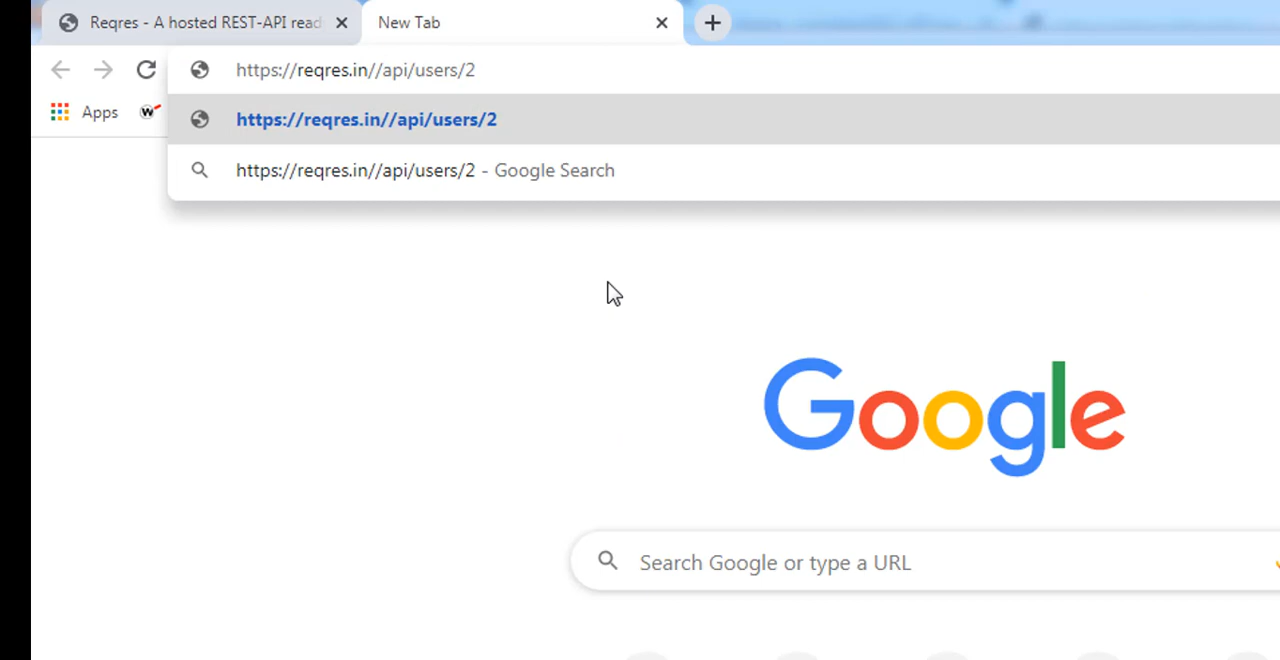 Reqres - A hosted REST-API read
New Tab
https://reqres.in//api/users/2
Apps
https://reqres.in//api/users/2
https://reqres.in//api/users/2 - Google Search
Google
Search Google or type a URL